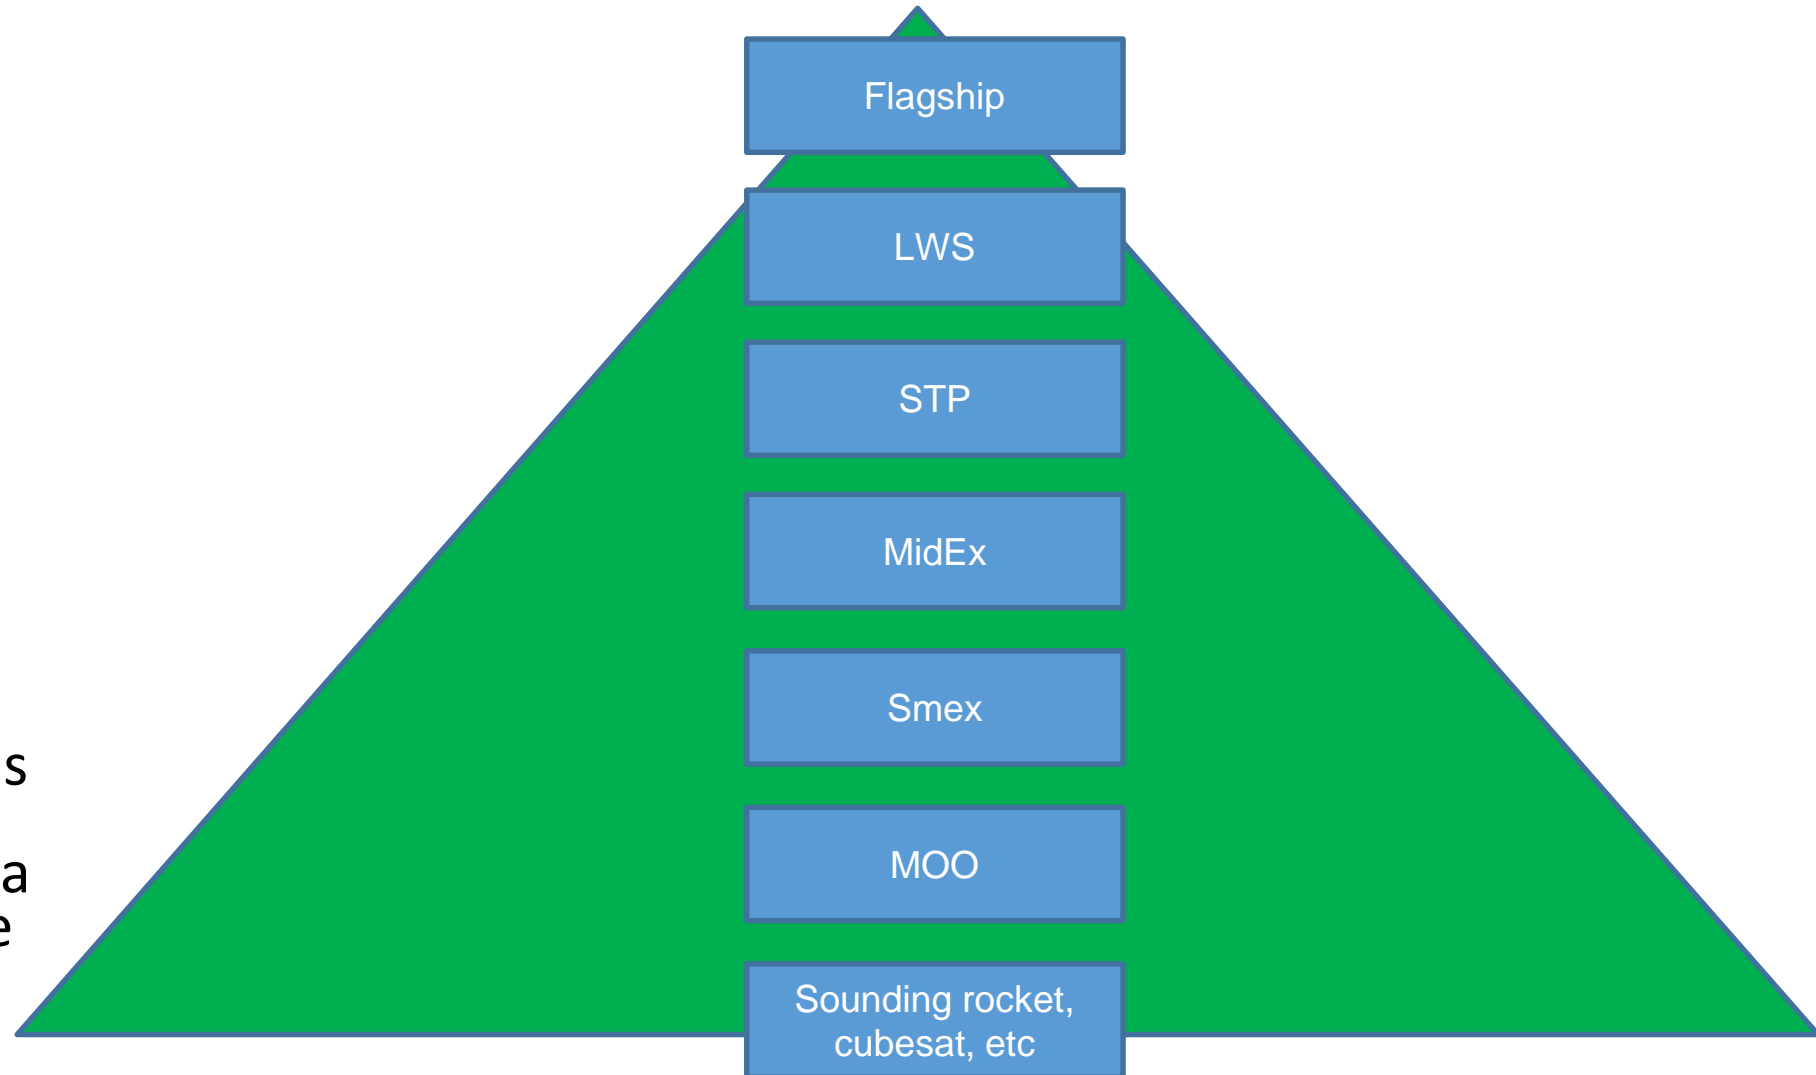 Flagship
LWS
STP
MidEx
Smex
s
MOO
a
e
Sounding rocket,
cubesat, etc